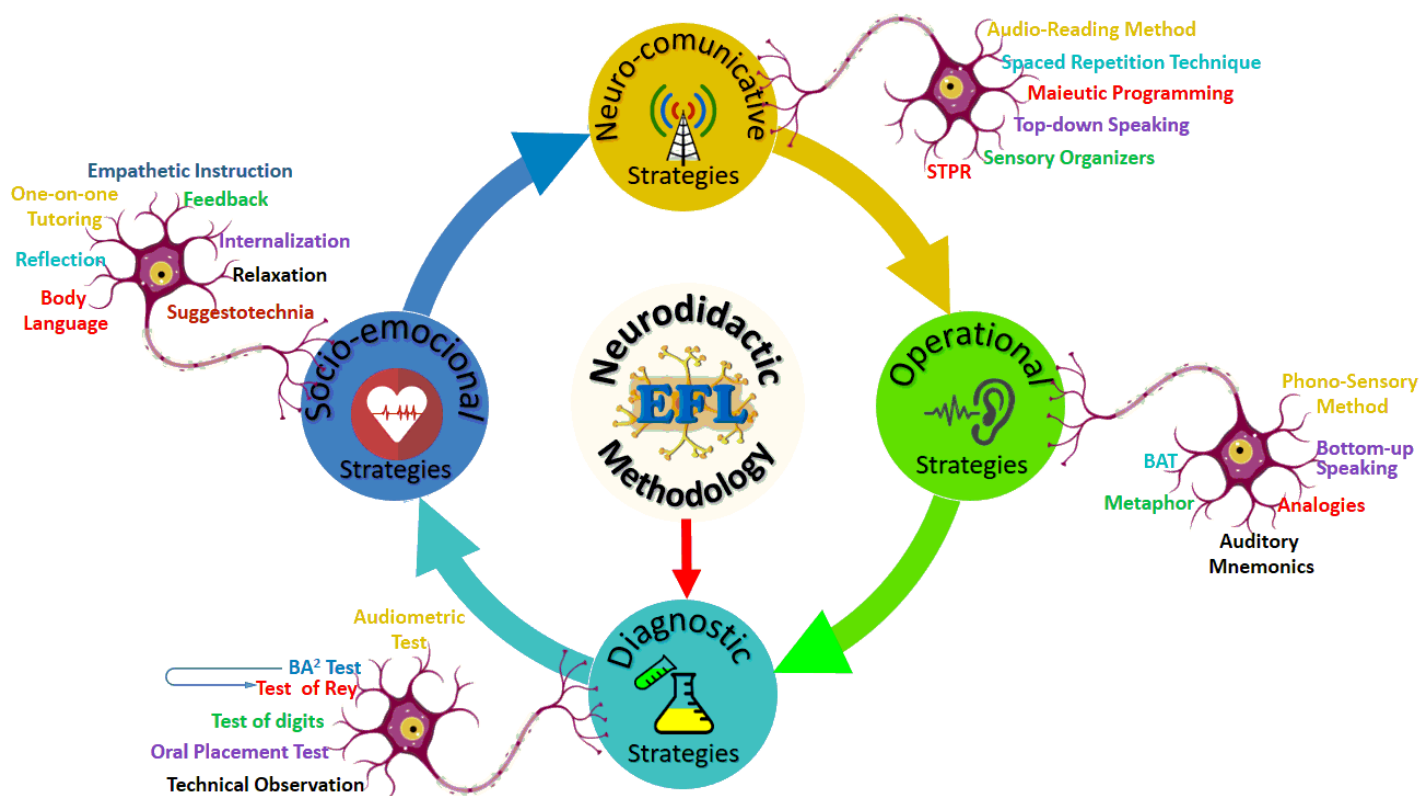 Neuro-comunicative
Strategies
Audio-Reading Method
Spaced Repetition Technique
Maieutic Programming
Top-down Speaking
Sensory Organizers
STPR
Empathetic Instruction
One-on-one
Tutoring
Feedback
Internalization
Reflection
Relaxation
Body
Language
Suggestotechnia
Socio-emocional
Strategies
Neurodidactic
EFL
Methodology
Operational
Strategies
Phono-Sensory
Method
Bottom-up
Speaking
BAT
Metaphor
Analogies
Auditory
Mnemonics
Diagnostic
Strategies
Audiometric
Test
BA² Test
Test of Rey
Test of digits
Oral Placement Test
Technical Observation